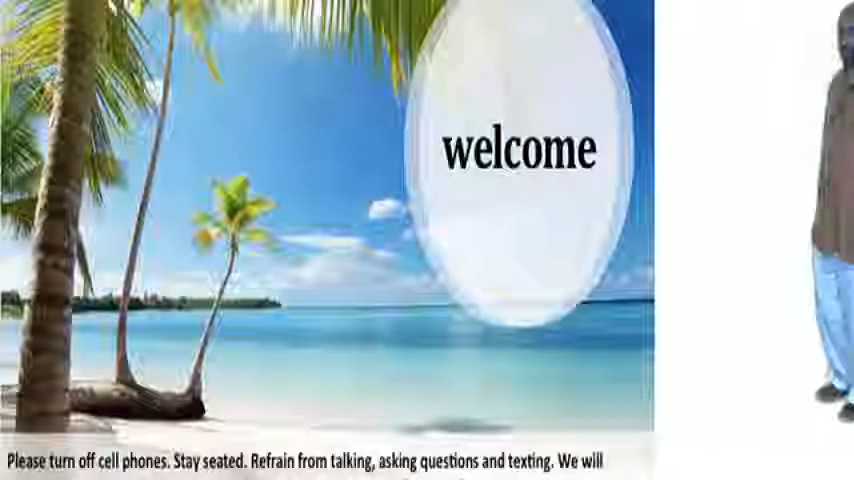 welcome
Please turn off cell phones. Stay seated. Refrain from talking, asking questions and texting. We will